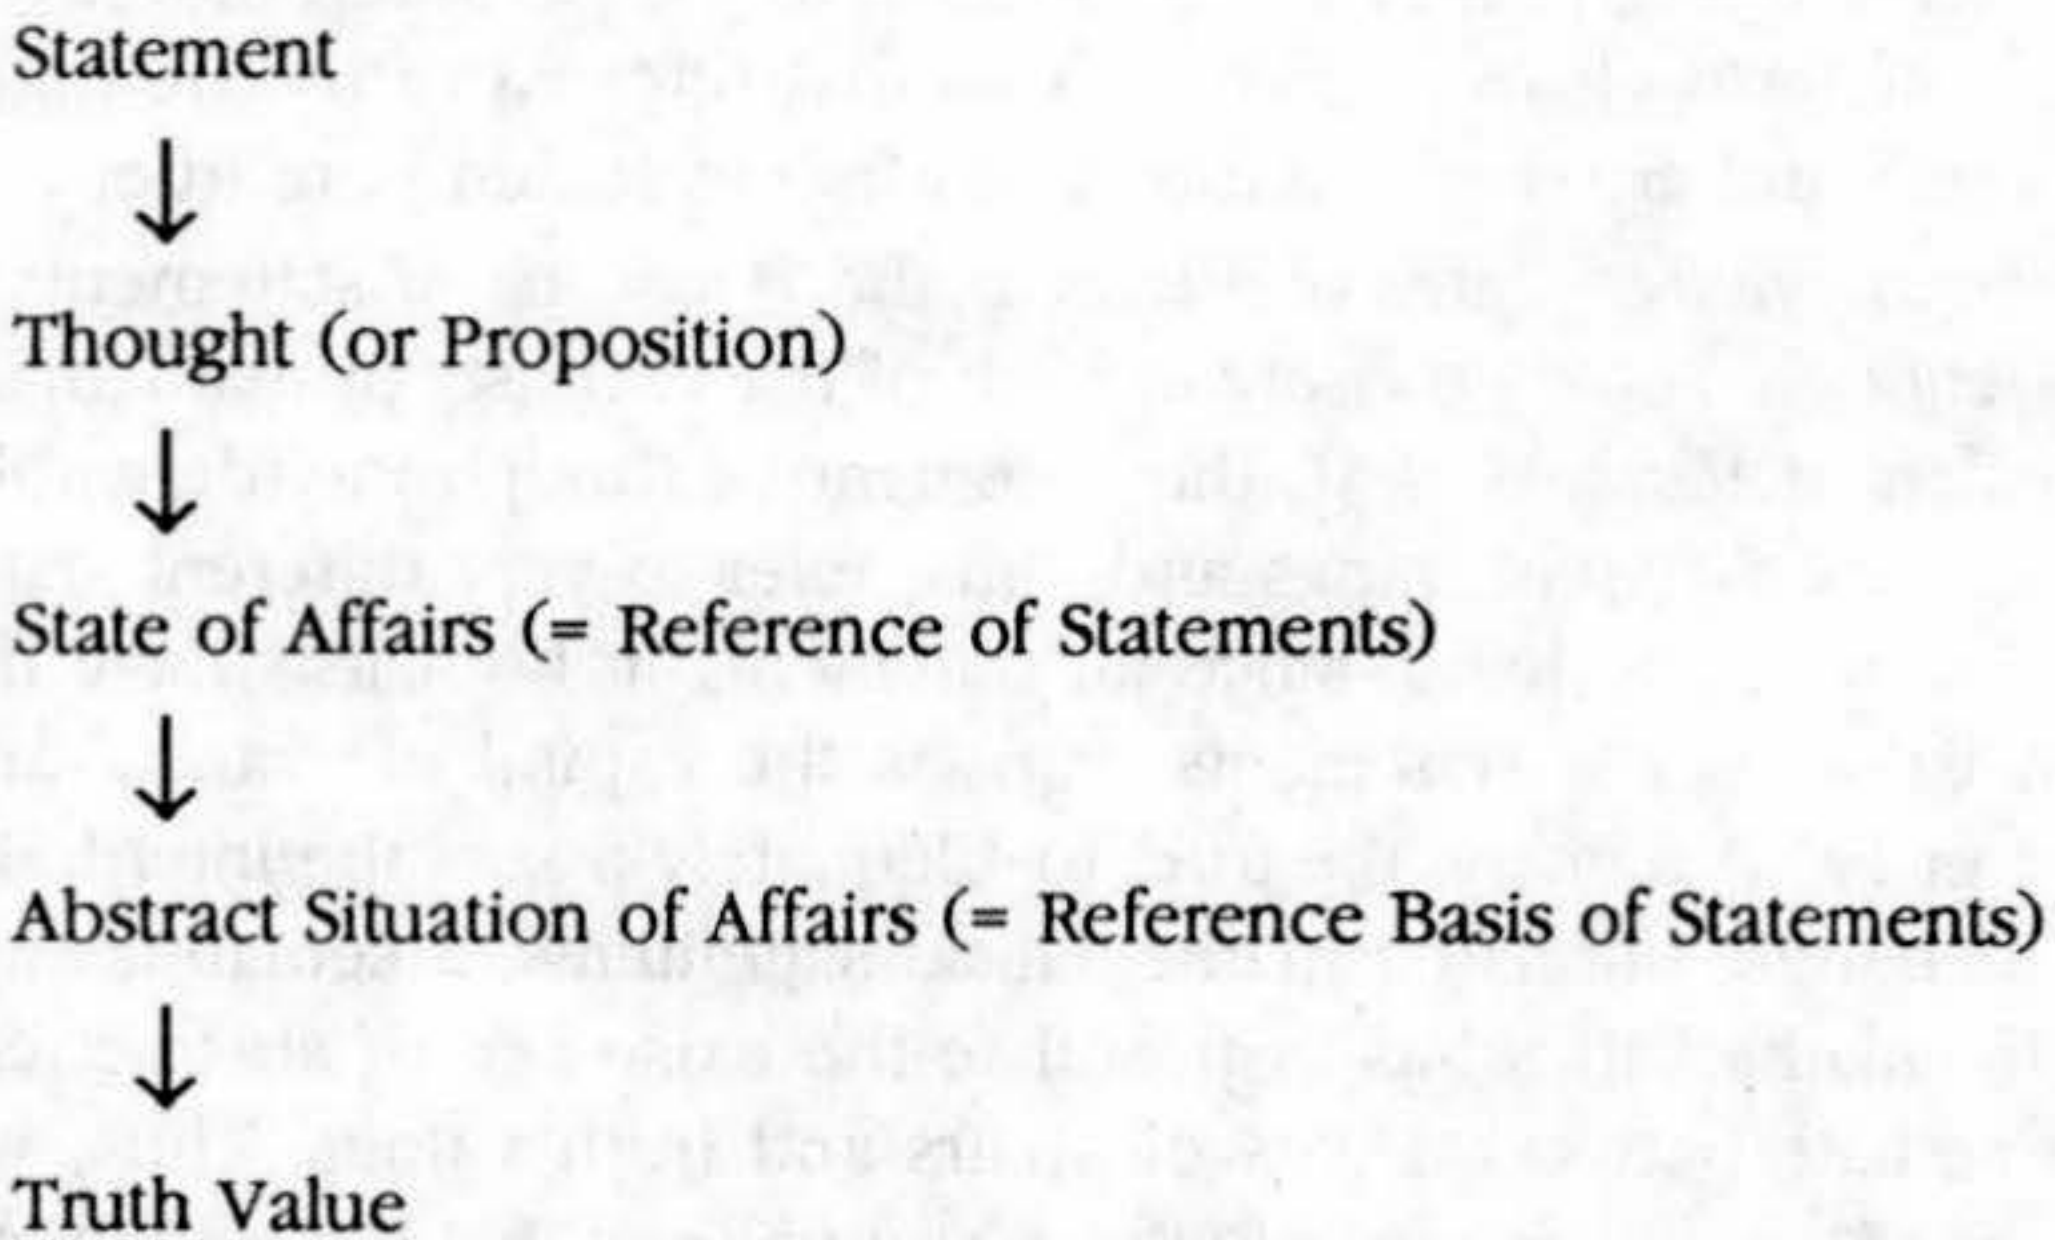 Statement
Thought (or Proposition)
State of Affairs (= Reference of Statements)
Abstract Situation of Affairs (= Reference Basis of Statements)
Truth Value